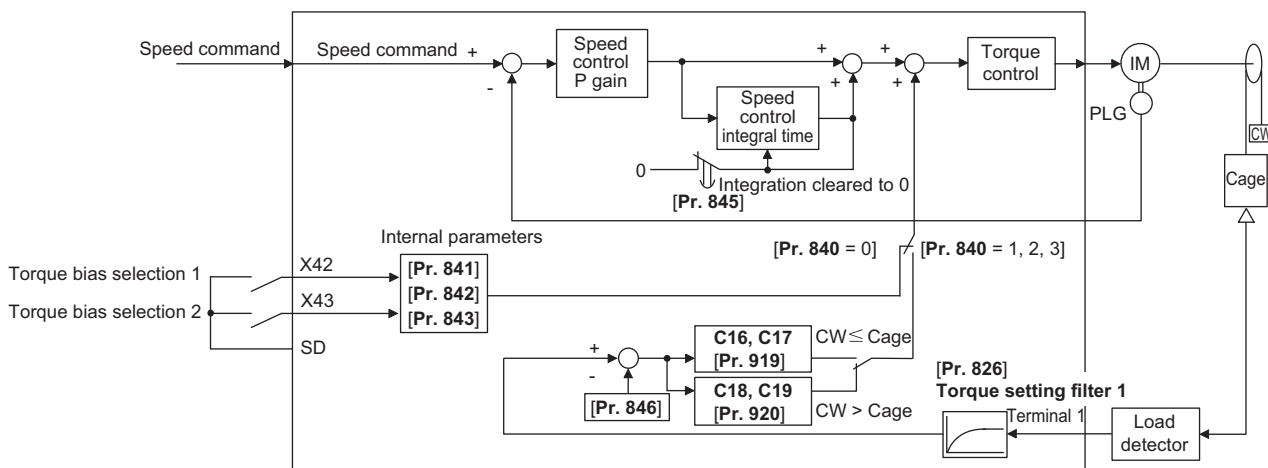 Speed command
Speed command
+
-
Speed
control
P gain
+
+
+
+
Torque
control
IM
PLG
CW
Cage
Speed
control
integral time
0
Integration cleared to 0
[Pr. 845]
Internal parameters
[Pr. 840 = 0]
[Pr. 840 = 1, 2, 3]
Torque bias selection 1
X42
[Pr. 841]
[Pr. 842]
Torque bias selection 2
X43
[Pr. 843]
SD
+
-
C16, C17
[Pr. 919]
CW ≤ Cage
[Pr. 846]
C18, C19
[Pr. 920]
CW > Cage
[Pr. 826]
Torque setting filter 1
Terminal 1
Load
detector